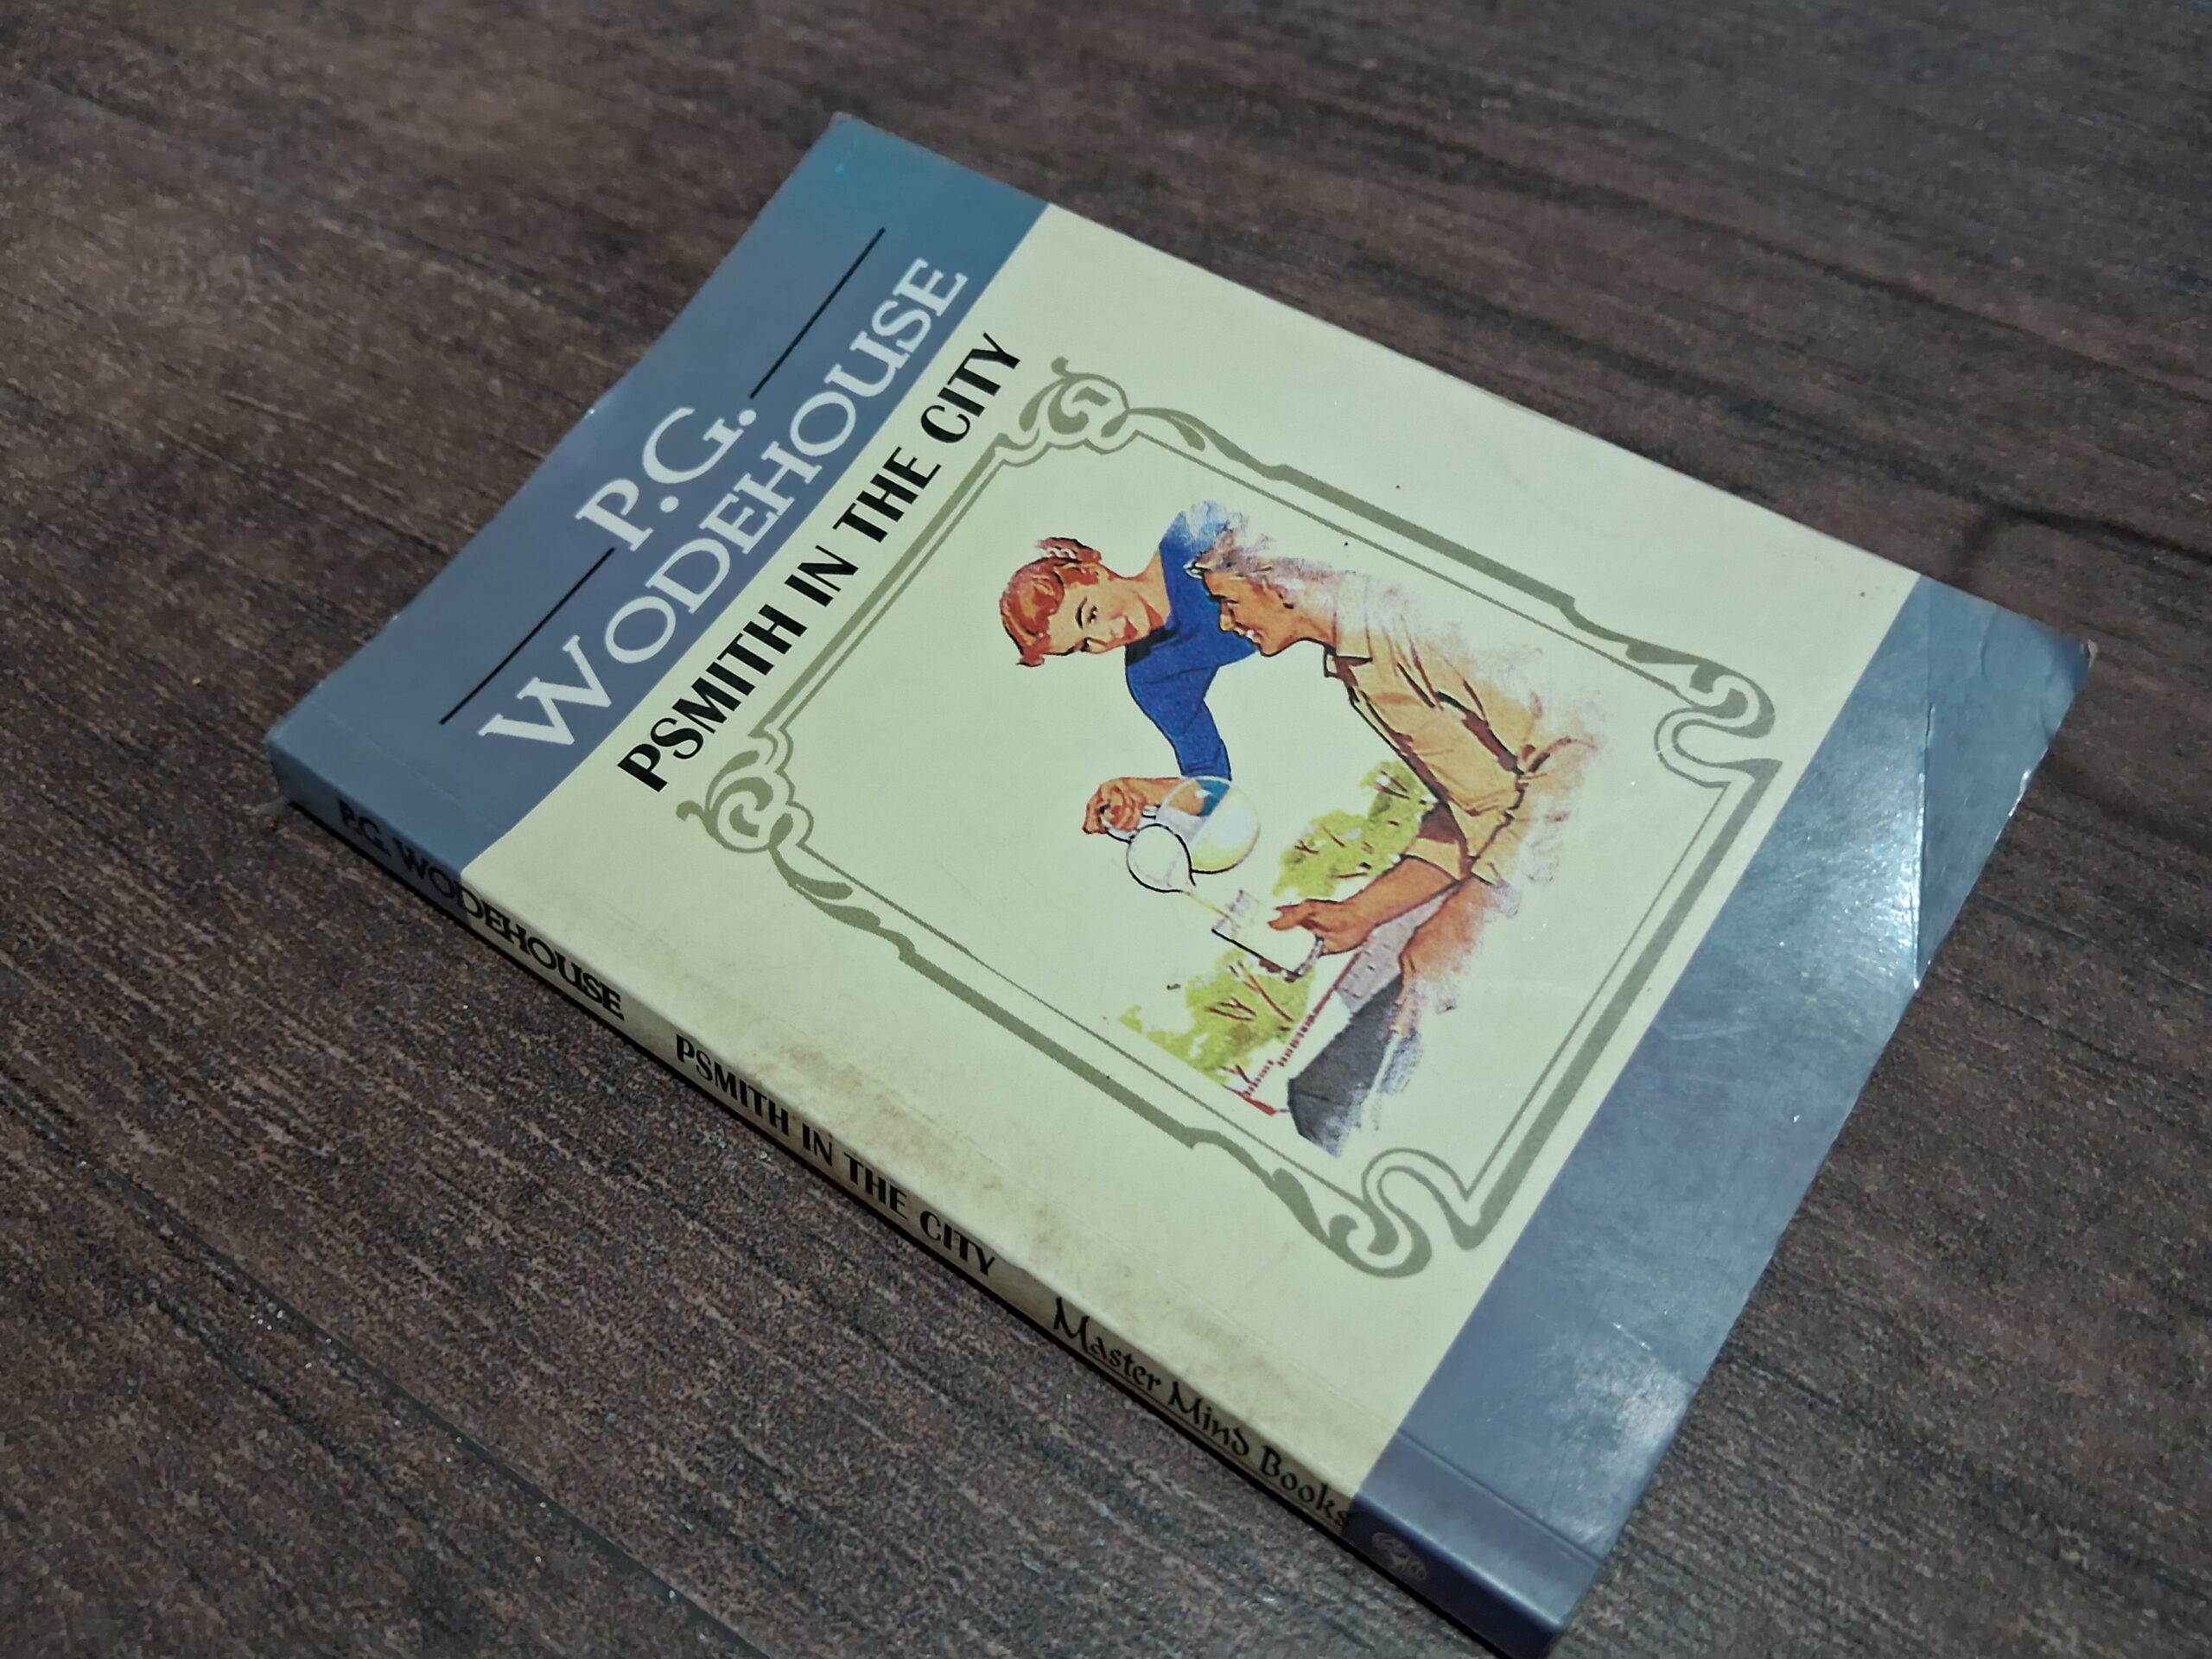 P.G.
WODEHOUSE
PSMITH IN THE CITY
P.G. WODEHOUSE PSMITH IN THE CITY Master Mind Books